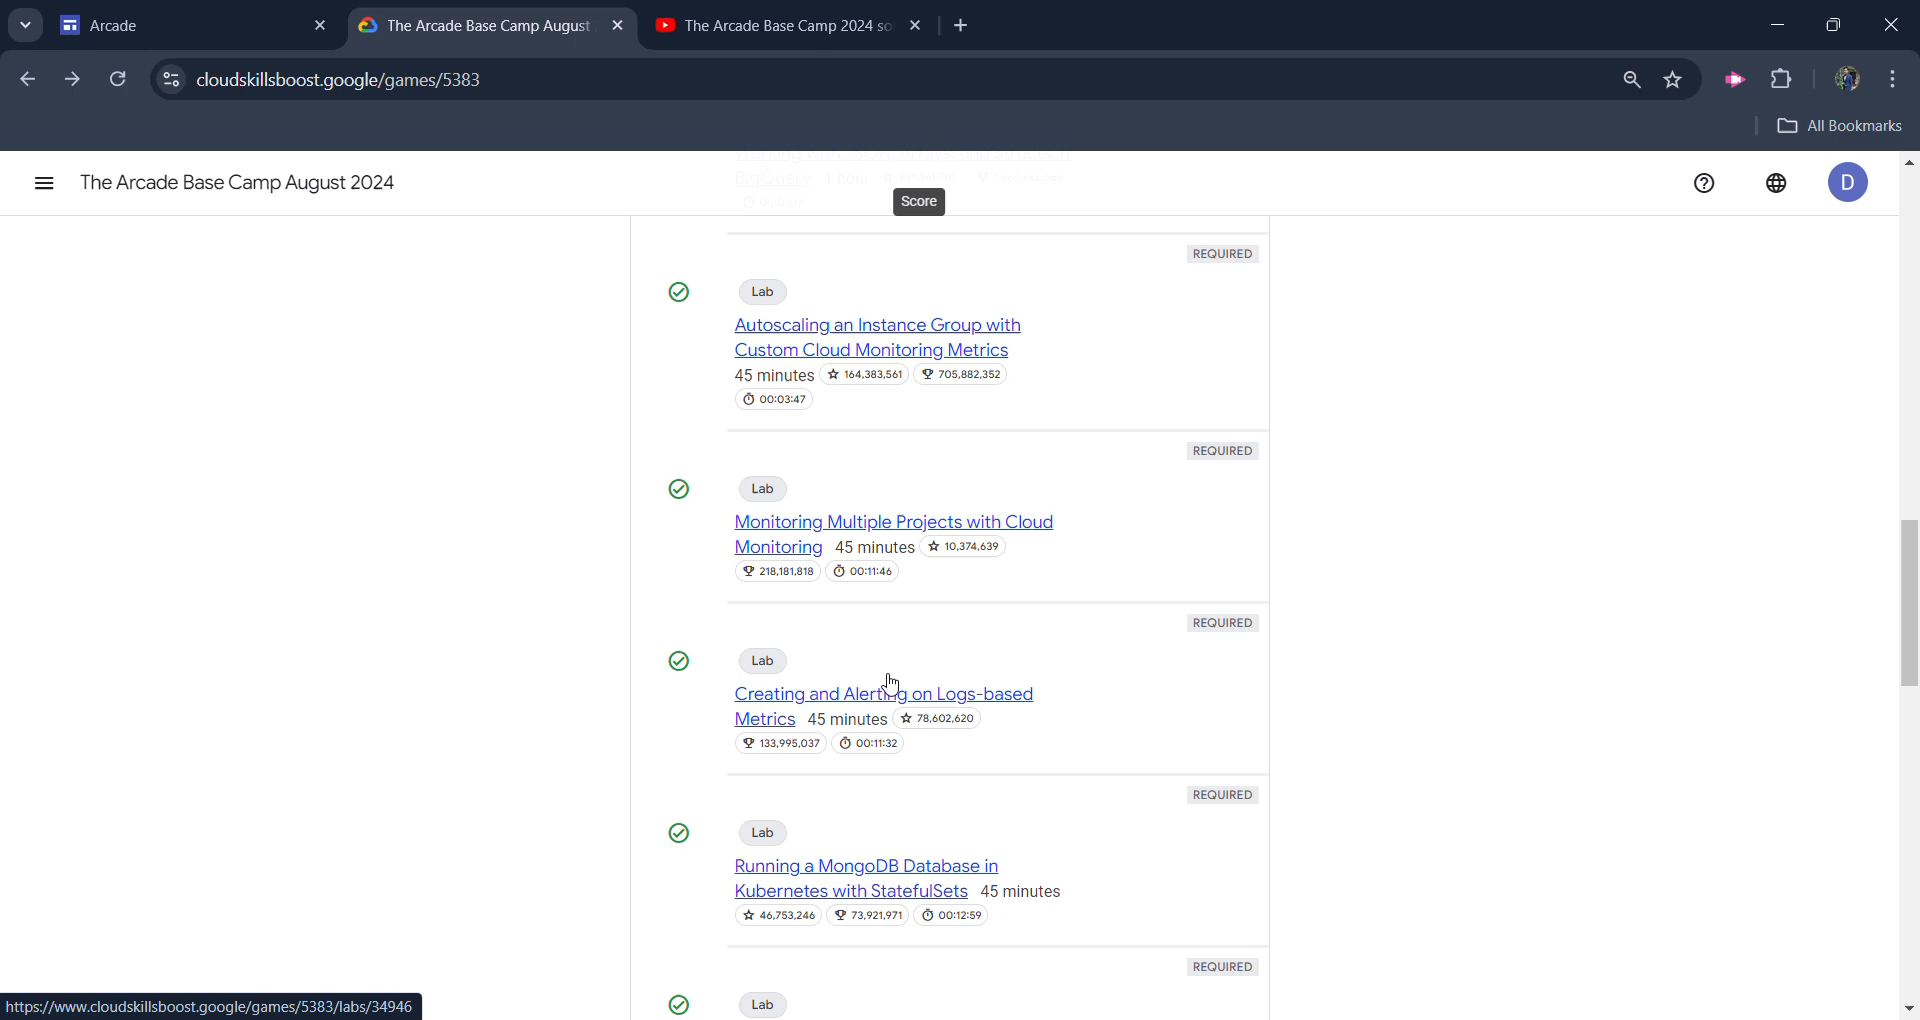 Arcade
The Arcade Base Camp August
The Arcade Base Camp 2024 so
cloudskillsboost.google/games/5383
All Bookmarks
The Arcade Base Camp August 2024
D
BigQuery 1 hour
Score
REQUIRED
Lab
Autoscaling an Instance Group with
Custom Cloud Monitoring Metrics
45 minutes 164,383,561 705,882,352
00:03:47
REQUIRED
Lab
Monitoring Multiple Projects with Cloud
Monitoring 45 minutes 10,374,639
218,181,818 00:11:46
REQUIRED
Lab
Creating and Alerting on Logs-based
Metrics 45 minutes 78,602,620
133,995,037 00:11:32
REQUIRED
Lab
Running a MongoDB Database in
Kubernetes with StatefulSets 45 minutes
46,753,246 73,921,971 00:12:59
REQUIRED
Lab
https://www.cloudskillsboost.google/games/5383/labs/34946